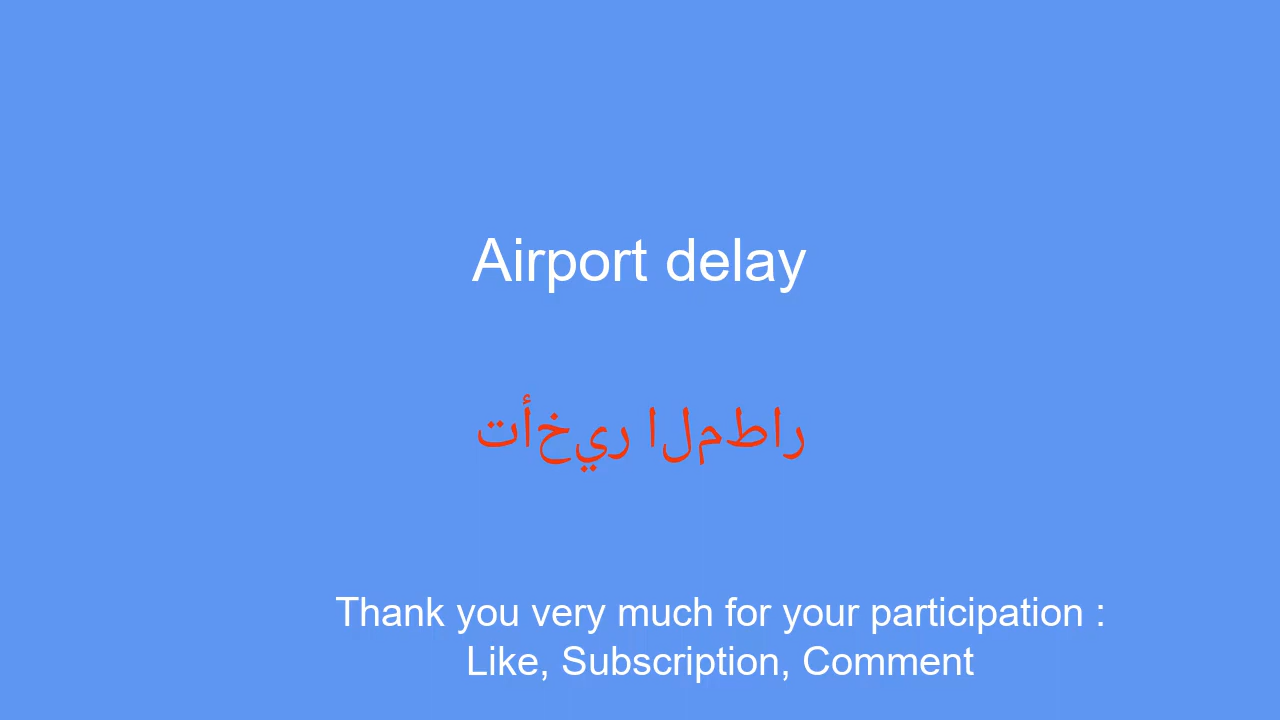 Airport delay
تأخير المطار
Thank you very much for your participation :
Like, Subscription, Comment